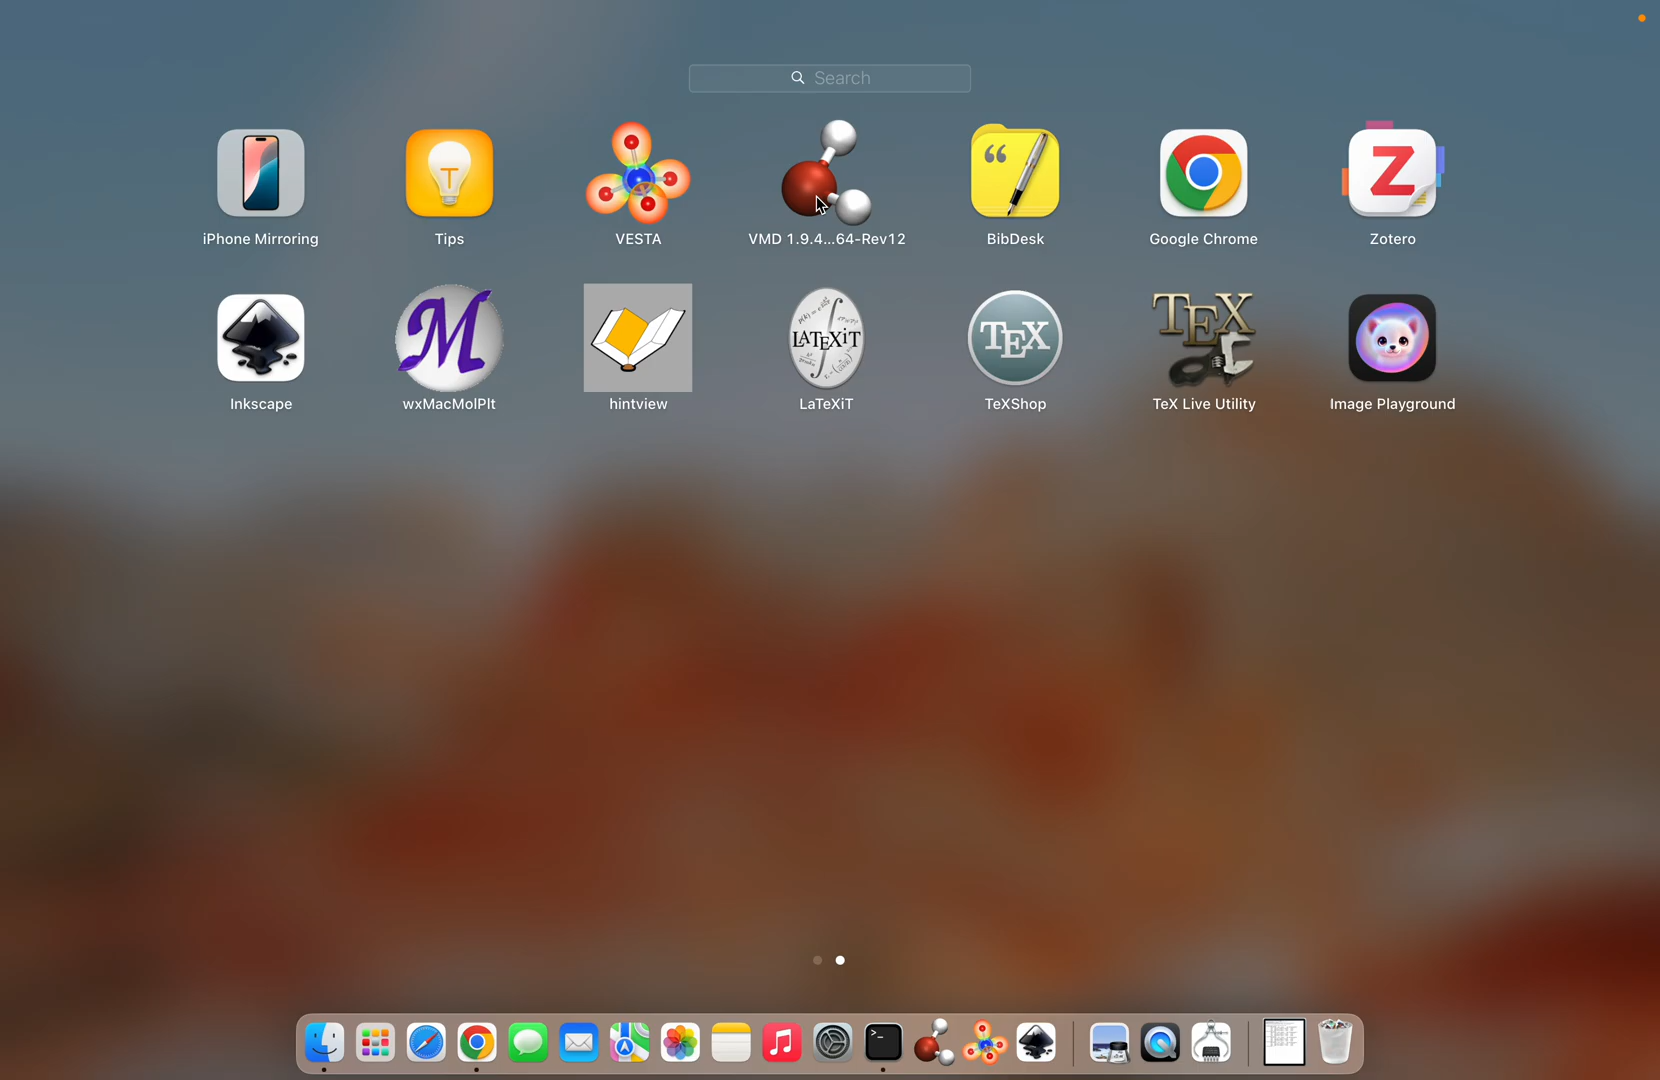 Search
iPhone Mirroring
Tips
VESTA
VMD 1.9.4...64-Rev12
BibDesk
Google Chrome
Zotero
Inkscape
wxMacMolPlt
hintview
LaTeXiT
TeXShop
TeX Live Utility
Image Playground